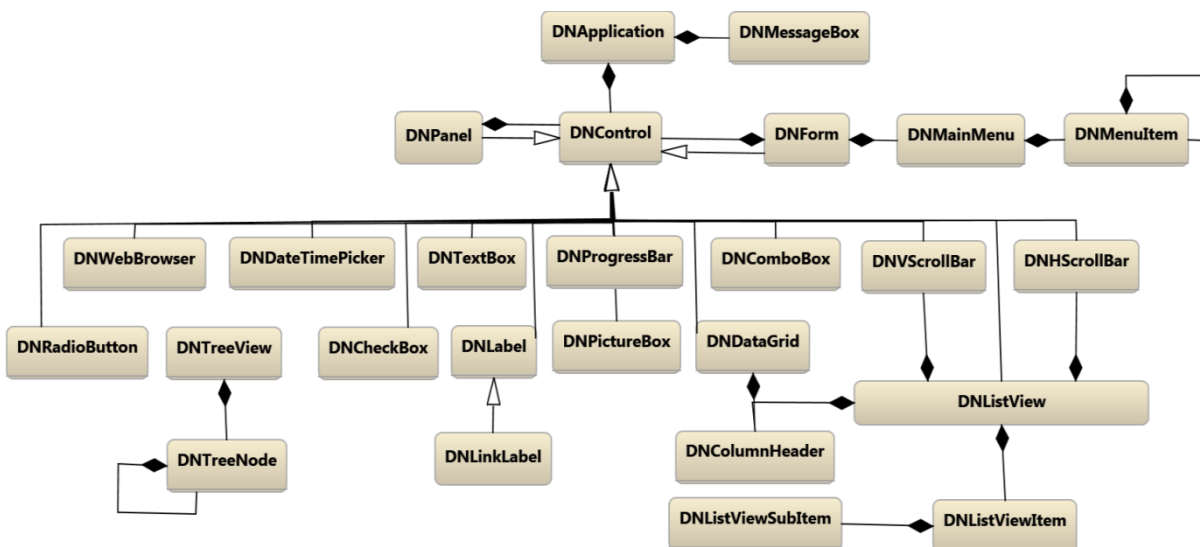 DNApplication
DNMessageBox
DNPanel
DNControl
DNForm
DNMainMenu
DNMenuItem
DNWebBrowser
DNDateTimePicker
DNTextBox
DNProgressBar
DNComboBox
DNVScrollBar
DNHScrollBar
DNRadioButton
DNTreeView
DNCheckBox
DNLabel
DNPictureBox
DNDataGrid
DNListView
DNTreeNode
DNLinkLabel
DNColumnHeader
DNListViewSubItem
DNListViewItem